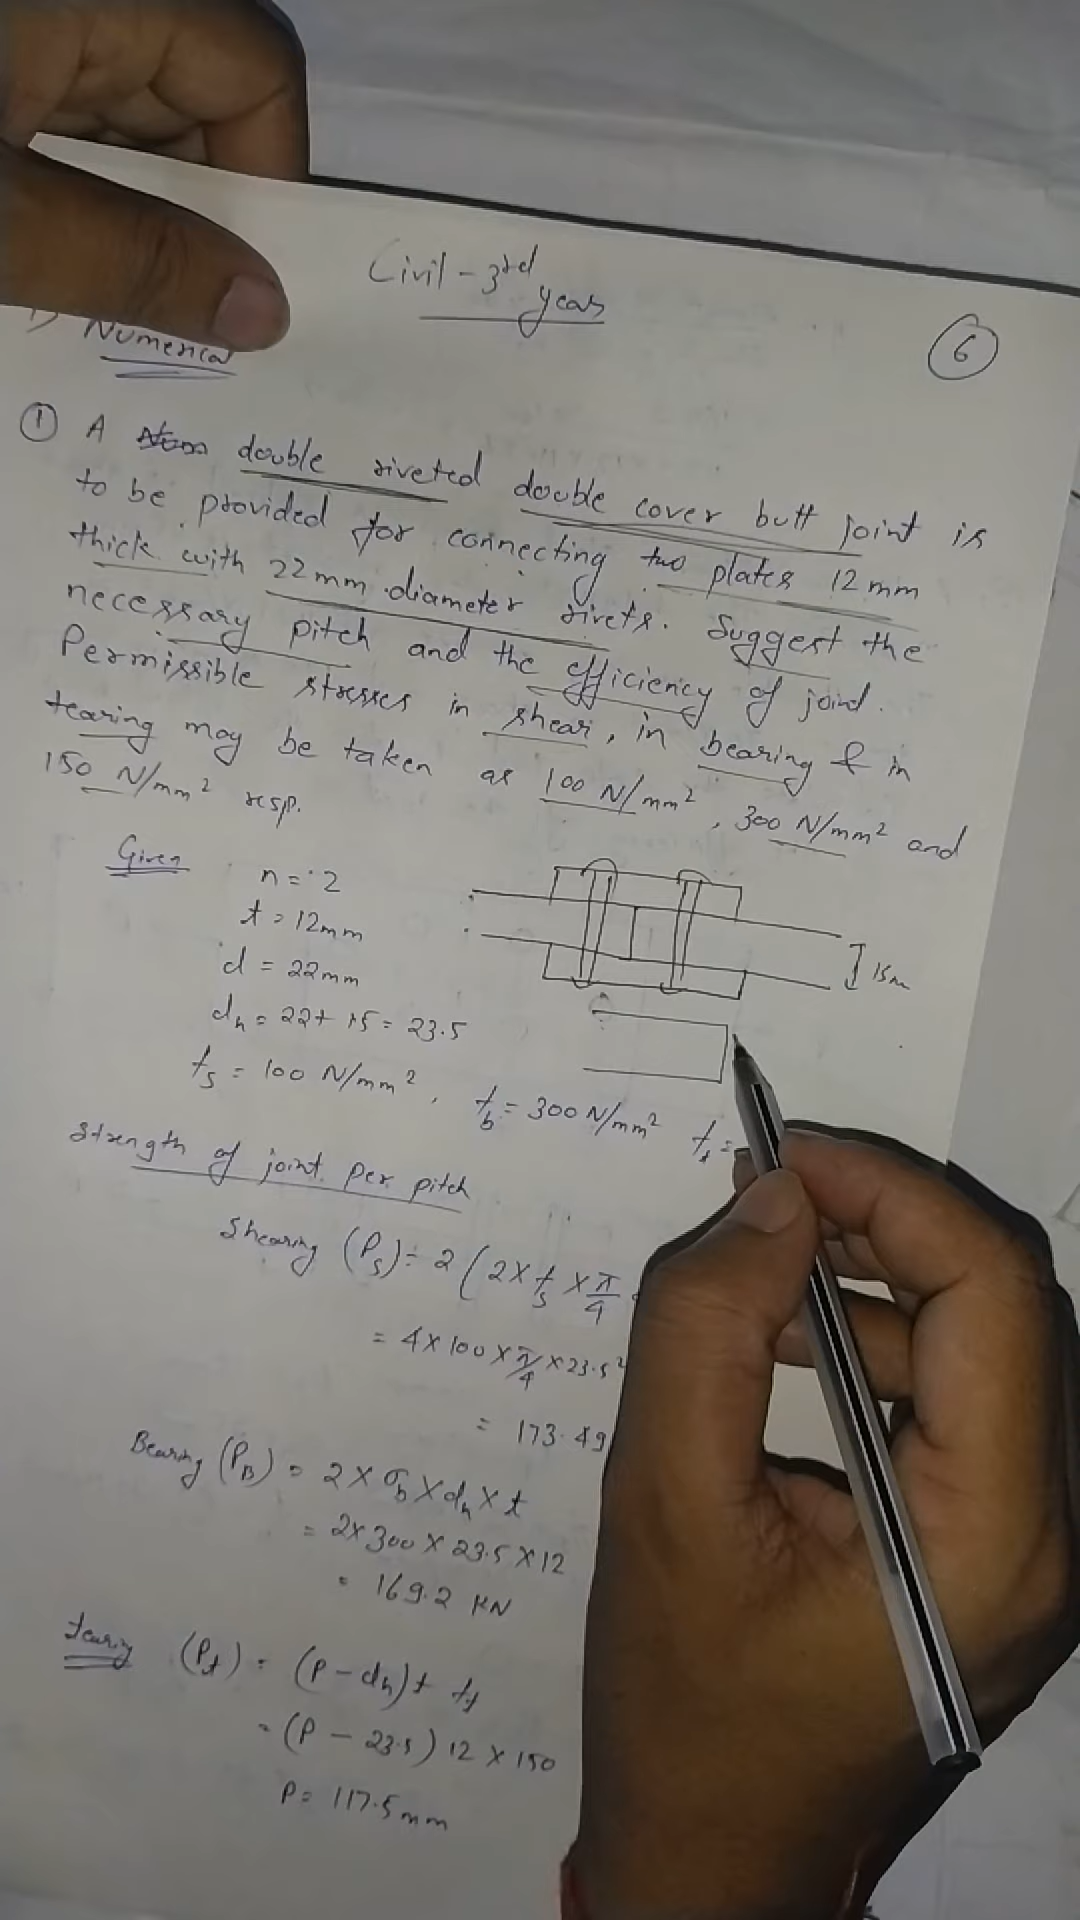 Civil - 3rd
year
6
1) Numerical
① A double riveted double cover butt joint is
to be provided for connecting two plates 12 mm
thick with 22 mm diameter rivets. Suggest the
necessary pitch and the efficiency of joint.
Permissible stresses in shear, in bearing & in
tearing may be taken as 100 N/mm², 300 N/mm² and
150 N/mm² resp.
Given
n = 2
t = 12mm
d = 22mm
dh = 22 + 1.5 = 23.5
fs = 100 N/mm², fb = 300 N/mm² ft =
Strength of joint per pitch
Shearing (Ps) = 2 (2 × fs × π/4
= 4 × 100 × π/4 × 23.5²
= 173.49
Bearing (PB) = 2 × σb × dh × t
= 2 × 300 × 23.5 × 12
= 169.2 KN
Tearing (Pt) = (P - dh) t ft
= (P - 23.5) 12 × 150
P = 117.5 mm